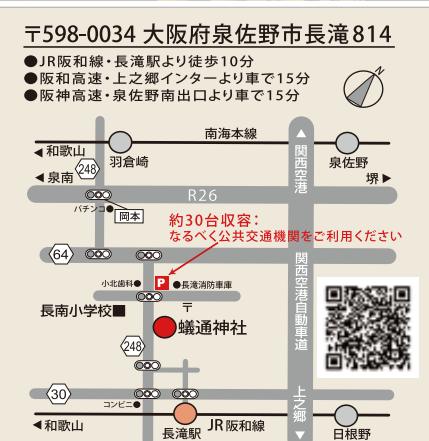 〒598-0034 大阪府泉佐野市長滝814
●JR阪和線・長滝駅より徒歩10分
●阪和高速・上之郷インターより車で15分
●阪神高速・泉佐野南出口より車で15分
南海本線
◀和歌山
羽倉崎
泉佐野
▲関西空港
248
◀泉南
堺▶
R26
パチンコ●
岡本
約30台収容:
なるべく公共交通機関をご利用ください
64
関西空港自動車道
小北歯科●
P
●長滝消防車庫
長南小学校■
〒
●蟻通神社
248
30
上之郷▼
コンビニ●
◀和歌山
長滝駅
JR阪和線
日根野